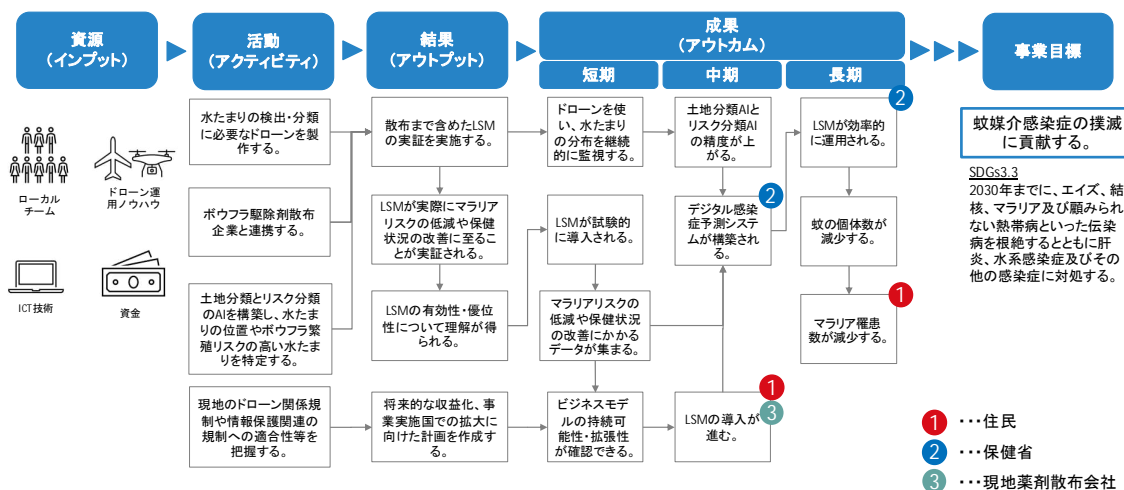 資源
（インプット）
活動
（アクティビティ）
結果
（アウトプット）
成果
（アウトカム）
短期
中期
長期
事業目標
ローカル
チーム
ドローン運
用ノウハウ
ICT技術
資金
水たまりの検出・分類
に必要なドローンを製
作する。
ボウフラ駆除剤散布
企業と連携する。
土地分類とリスク分類
のAIを構築し、水た
まりの位置やボウフラ繁
殖リスクの高い水たま
りを特定する。
現地のドローン関係規
制や情報保護関連の
規制への適合性等を
把握する。
散布まで含めたLSM
の実証を実施する。
LSMが実際にマラリア
リスクの低減や保健
状況の改善に至るこ
とが実証される。
LSMの有効性・優位
性について理解が得
られる。
将来的な収益化、事
業実施国での拡大に
向けた計画を作成す
る。
ドローンを使
い、水たまり
の分布を継続
的に監視する。
LSMが試験的
に導入される。
マラリアリスクの
低減や保健状況
の改善にかかる
データが集まる。
ビジネスモデ
ルの持続可
能性・拡張性
が確認できる。
土地分類AIと
リスク分類AI
の精度が上
がる。
2
デジタル感染
症予測システ
ムが構築され
る。
1
3
LSMの導入が
進む。
2
LSMが効率的
に運用される。
蚊の個体数が
減少する。
1
マラリア罹患
数が減少する。
蚊媒介感染症の撲滅
に貢献する。
SDGs3.3
2030年までに、エイズ、結
核、マラリア及び顧みられ
ない熱帯病といった伝染
病を根絶するとともに肝
炎、水系感染症及びその
他の感染症に対処する。
1 ・・・住民
2 ・・・保健省
3 ・・・現地薬剤散布会社